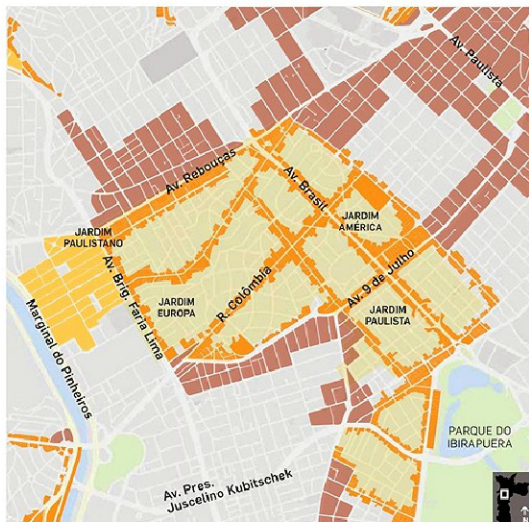 Av. Paulista
Av. Rebouças
Av. Brasil
JARDIM
PAULISTANO
JARDIM
AMÉRICA
Av. Brig. Faria Lima
R. Colômbia
Av. 9 de Julho
JARDIM
EUROPA
JARDIM
PAULISTA
Marginal do Pinheiros
PARQUE DO
IBIRAPUERA
Av. Pres.
Juscelino Kubitschek
N